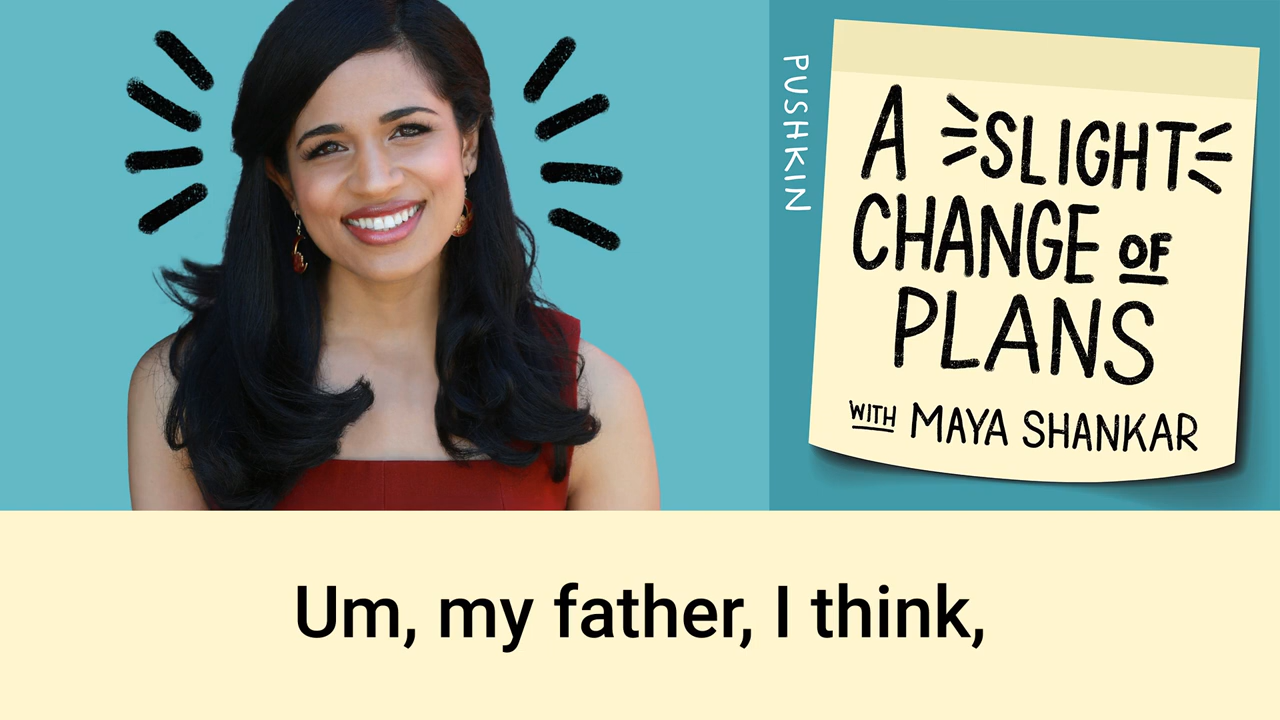 PUSHKIN
A SLIGHT
CHANGE OF
PLANS
WITH MAYA SHANKAR
Um, my father, I think,